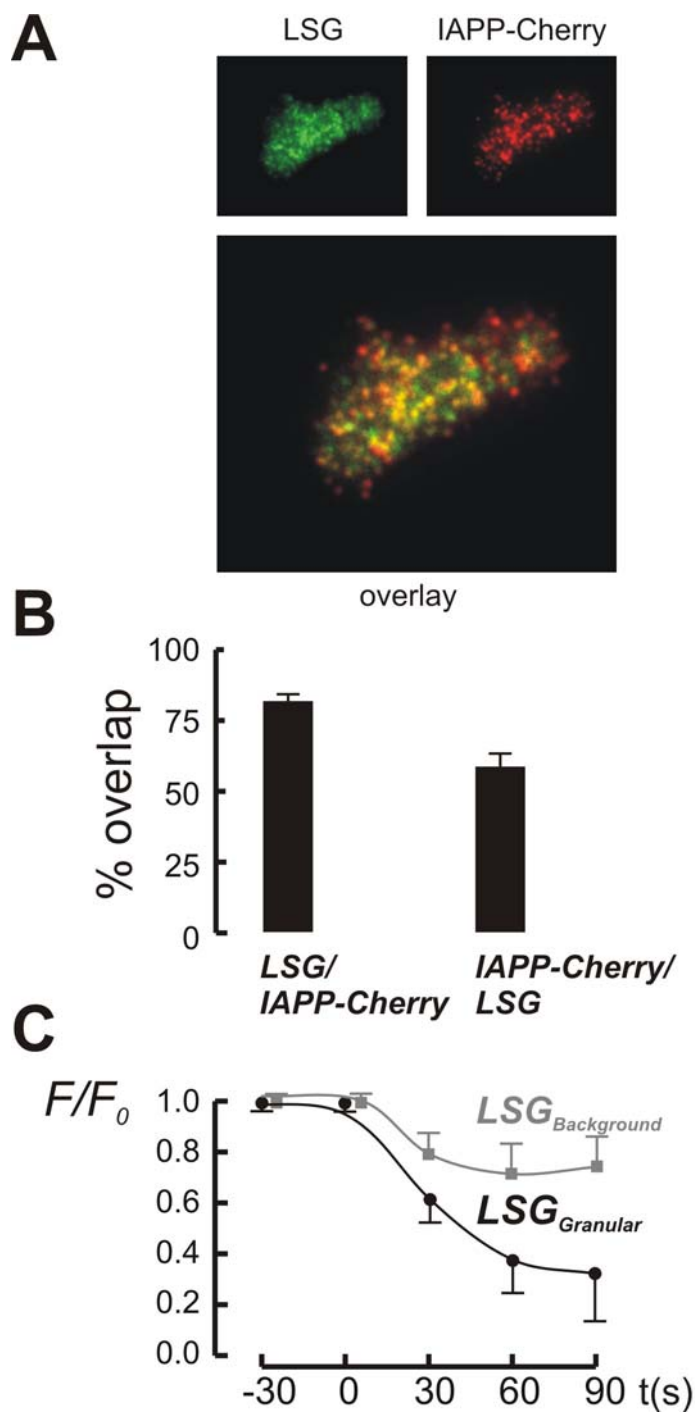 A
LSG IAPP-Cherry
overlay
B
% overlap
100
75
50
25
0
LSG/
IAPP-Cherry
IAPP-Cherry/
LSG
C
F/F0
1.0
0.8
0.6
0.4
0.2
0.0
LSGBackground
LSGGranular
-30 0 30 60 90 t(s)